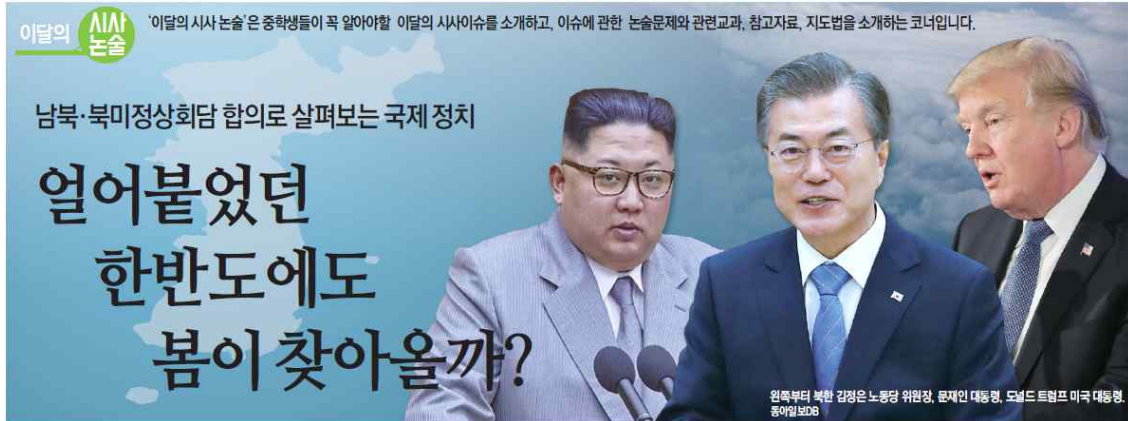 이달의 시사 논술
'이달의 시사 논술'은 중학생들이 꼭 알아야할 이달의 시사이슈를 소개하고, 이슈에 관한 논술문제와 관련교과, 참고자료, 지도법을 소개하는 코너입니다.
남북·북미정상회담 합의로 살펴보는 국제 정치
얼어붙었던
한반도에도
봄이 찾아올까?
왼쪽부터 북한 김정은 노동당 위원장, 문재인 대통령, 도널드 트럼프 미국 대통령.
동아일보DB